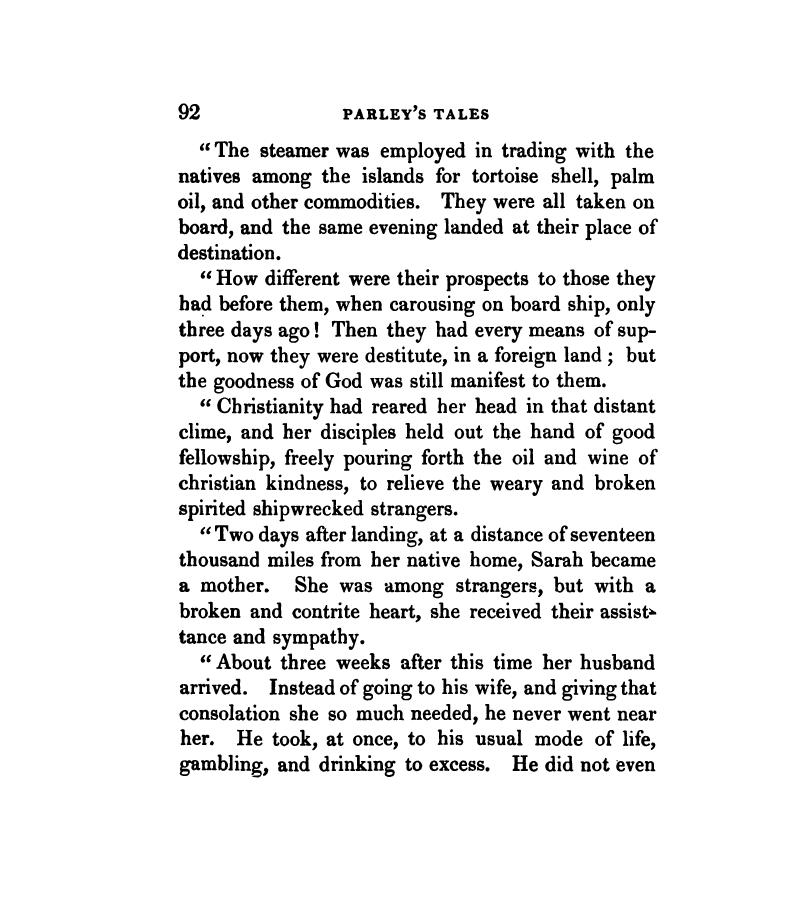 92 PARLEY'S TALES
“The steamer was employed in trading with the
natives among the islands for tortoise shell, palm
oil, and other commodities. They were all taken on
board, and the same evening landed at their place of
destination.
“How different were their prospects to those they
had before them, when carousing on board ship, only
three days ago! Then they had every means of sup-
port, now they were destitute, in a foreign land; but
the goodness of God was still manifest to them.
“Christianity had reared her head in that distant
clime, and her disciples held out the hand of good
fellowship, freely pouring forth the oil and wine of
christian kindness, to relieve the weary and broken
spirited shipwrecked strangers.
“Two days after landing, at a distance of seventeen
thousand miles from her native home, Sarah became
a mother. She was among strangers, but with a
broken and contrite heart, she received their assist-
tance and sympathy.
“About three weeks after this time her husband
arrived. Instead of going to his wife, and giving that
consolation she so much needed, he never went near
her. He took, at once, to his usual mode of life,
gambling, and drinking to excess. He did not even